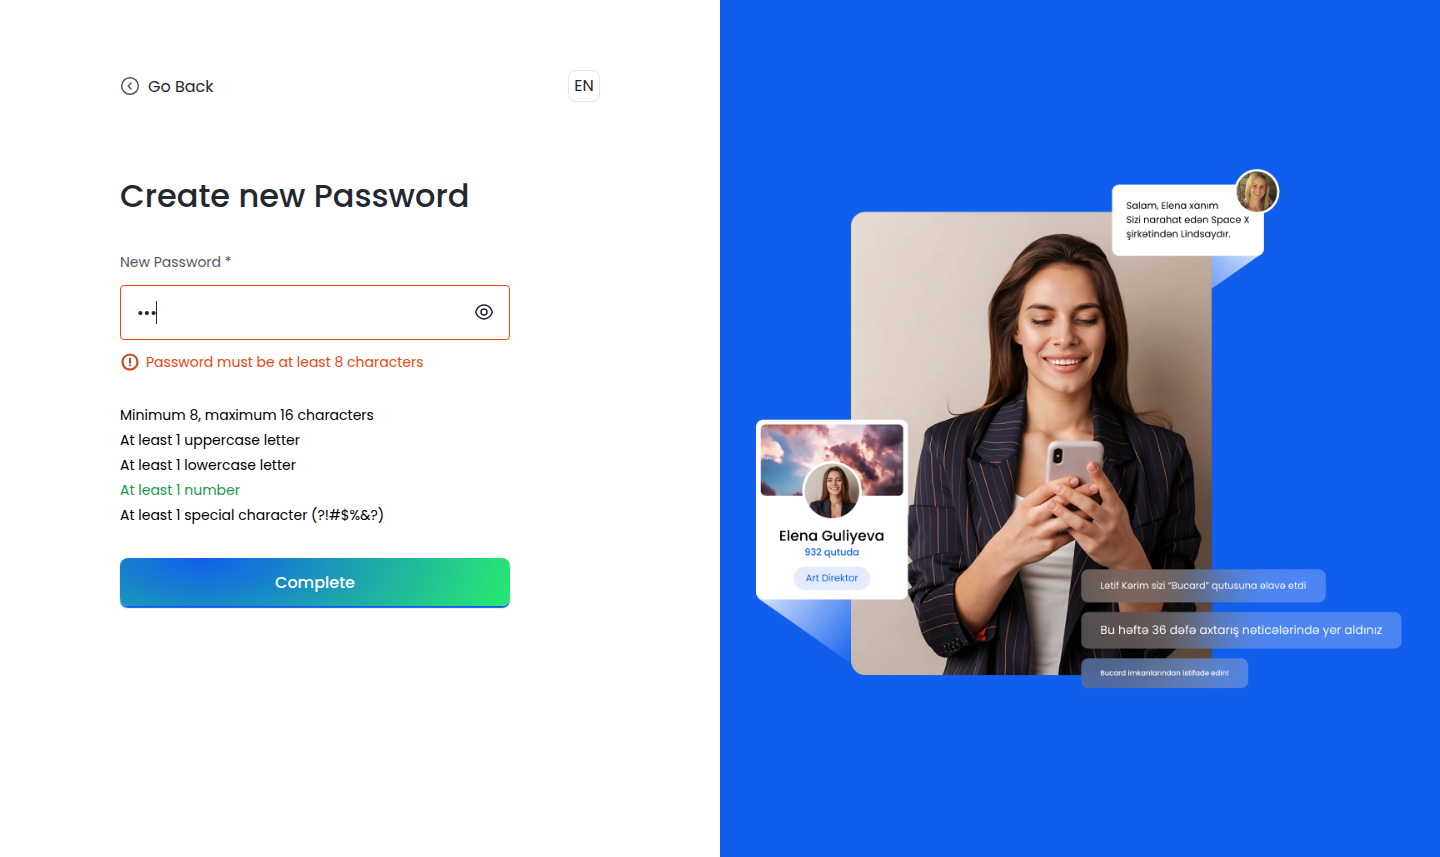 Go Back
EN
Create new Password
New Password *
•••
Password must be at least 8 characters
Minimum 8, maximum 16 characters
At least 1 uppercase letter
At least 1 lowercase letter
At least 1 number
At least 1 special character (?!#$%&?)
Complete
Salam, Elena xanım
Sizi narahat edən Space X
şirkətindən Lindsaydır.
Elena Guliyeva
932 qutuda
Art Direktor
Lətif Kərim sizi “Bucard” qutusuna əlavə etdi
Bu həftə 36 dəfə axtarış nəticələrində yer aldınız
Bucard imkanlarından istifadə edin!